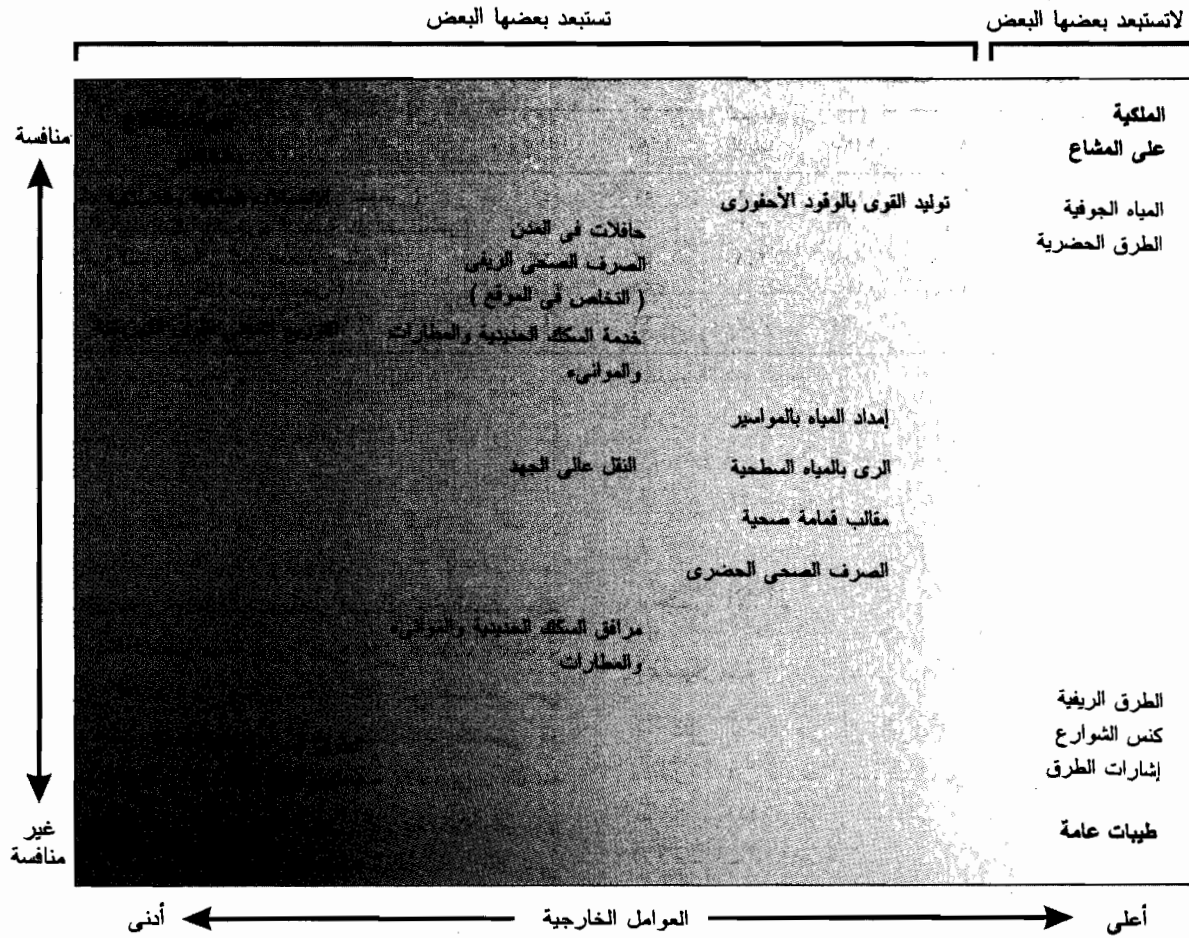 لاتستبعد بعضها البعض
تستبعد بعضها البعض
منافسة
الملكية
على المشاع
توليد القوى بالوقود الأحفورى
المياه الجوفية
الطرق الحضرية
حافلات فى المدن
الصرف الصحى الريفى
( التخلص في الموقع )
خدمة السكك الحديدية والمطارات
والموانىء
إمداد المياه بالمواسير
الرى بالمياه السطحية
النقل عالى الجهد
مقالب قمامة صحية
الصرف الصحى الحضرى
مرافق السكك الحديدية والموانىء
والمطارات
الطرق الريفية
كنس الشوارع
إشارات الطرق
طيبات عامة
غير
منافسة
أعلى
العوامل الخارجية
أدنى